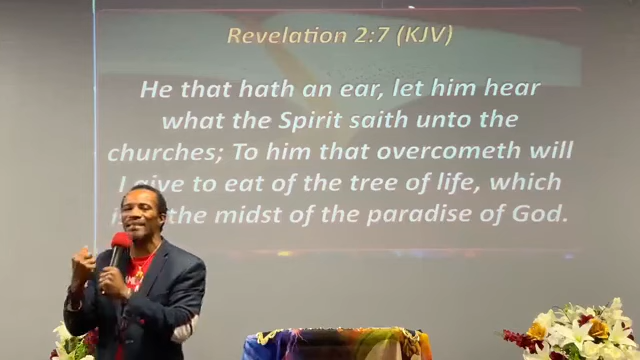 Revelation 2:7 (KJV)
He that hath an ear, let him hear
what the Spirit saith unto the
churches; To him that overcometh will
I give to eat of the tree of life, which
the midst of the paradise of God.